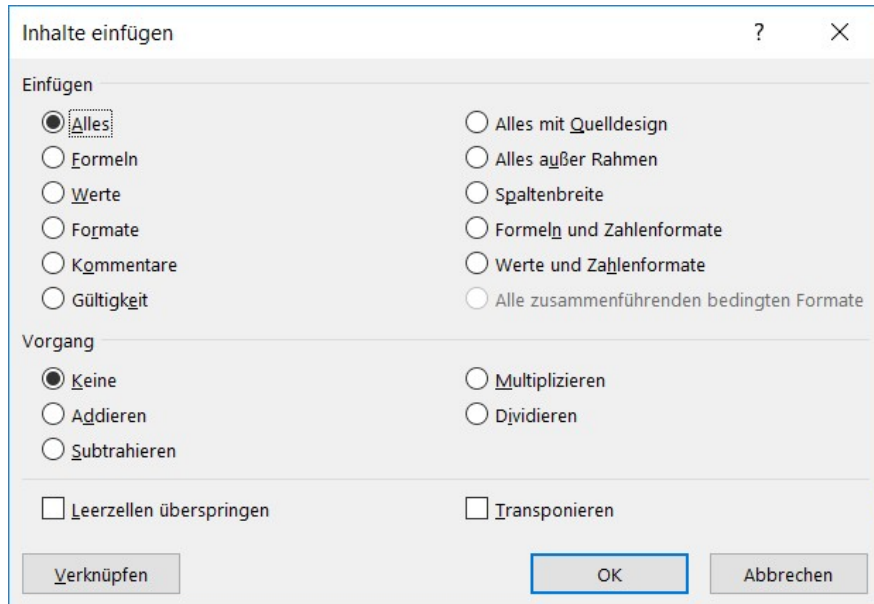 Inhalte einfügen ?
Einfügen
Alles Alles mit Quelldesign
Formeln Alles außer Rahmen
Werte Spaltenbreite
Formate Formeln und Zahlenformate
Kommentare Werte und Zahlenformate
Gültigkeit Alle zusammenführenden bedingten Formate
Vorgang
Keine Multiplizieren
Addieren Dividieren
Subtrahieren
Leerzellen überspringen Transponieren
Verknüpfen OK Abbrechen